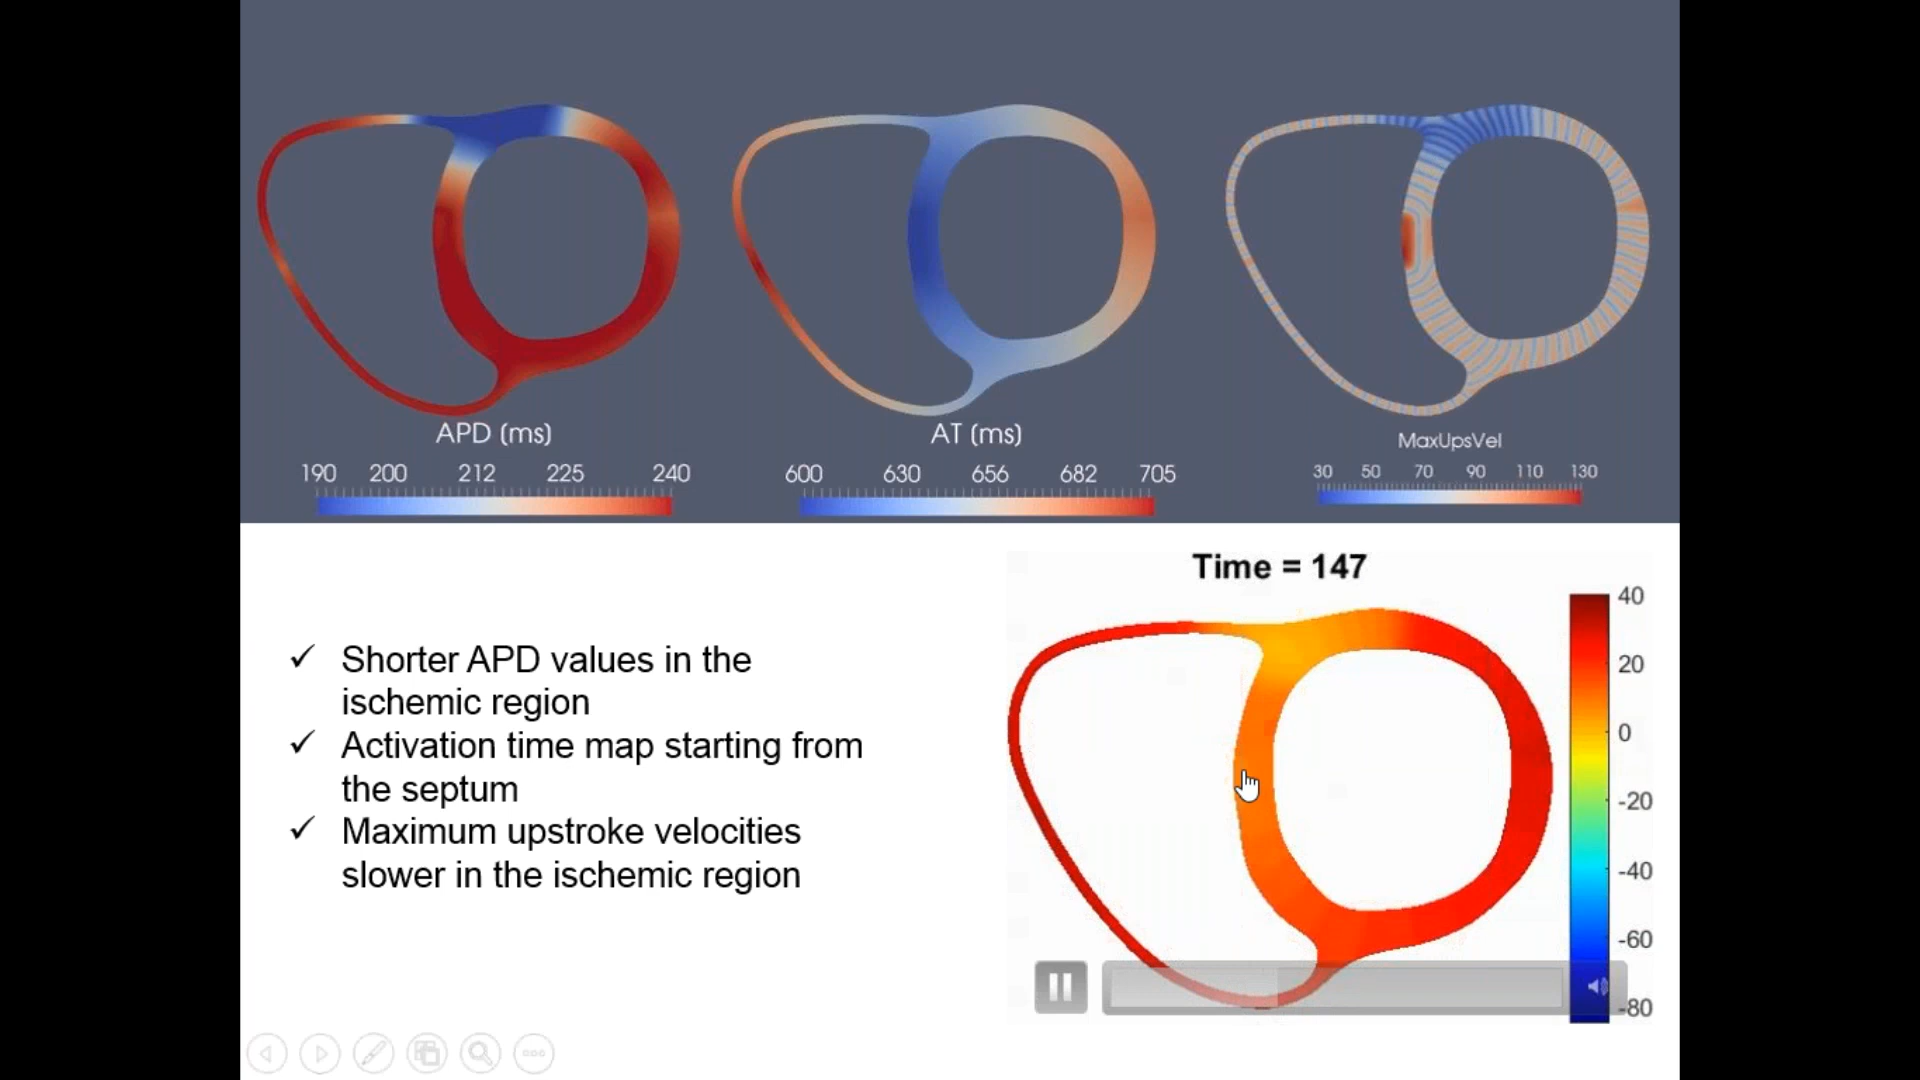 APD (ms)
190 200 212 225 240
AT (ms)
600 630 656 682 705
MaxUpsVel
30 50 70 90 110 130
✓ Shorter APD values in the
ischemic region
✓ Activation time map starting from
the septum
✓ Maximum upstroke velocities
slower in the ischemic region
Time = 147
40
20
0
-20
-40
-60
-80